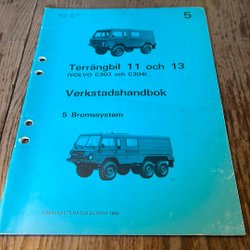 5
Terrängbil 11 och 13
(VOLVO C303 och C304)
Verkstadshandbok
5 Bromssystem